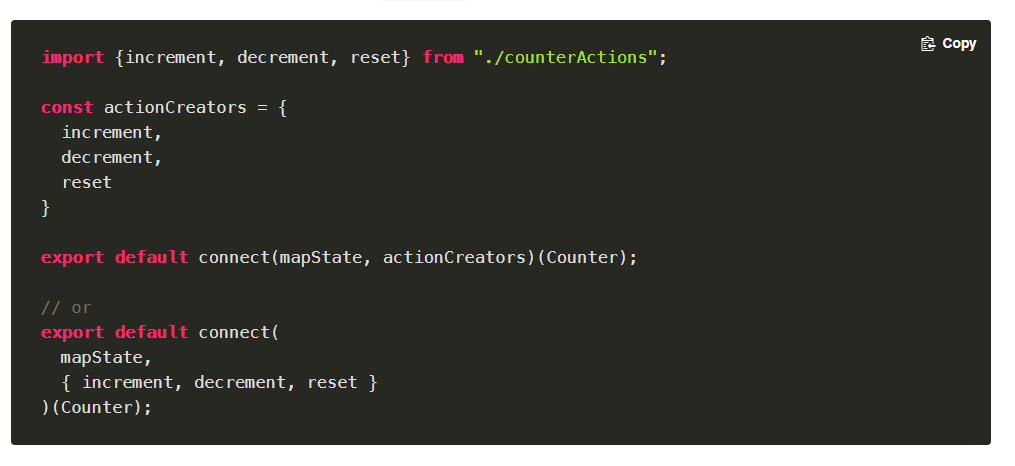 Copy
import {increment, decrement, reset} from "./counterActions";
const actionCreators = {
  increment,
  decrement,
  reset
}
export default connect(mapState, actionCreators)(Counter);
// or
export default connect(
  mapState,
  { increment, decrement, reset }
)(Counter);